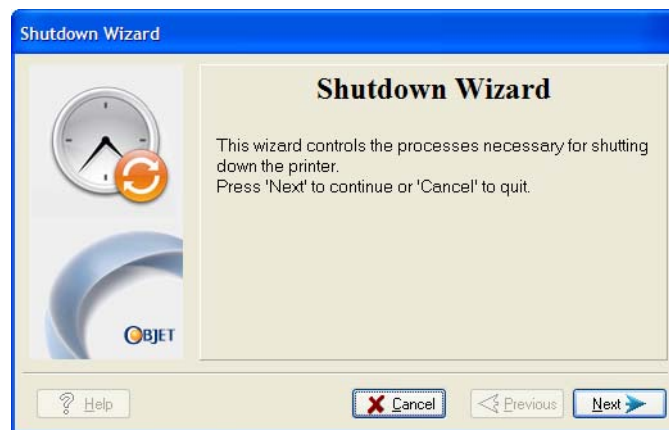 Shutdown Wizard
Shutdown Wizard
This wizard controls the processes necessary for shutting
down the printer.
Press 'Next' to continue or 'Cancel' to quit.
OBJET
? Help
Cancel
Previous
Next